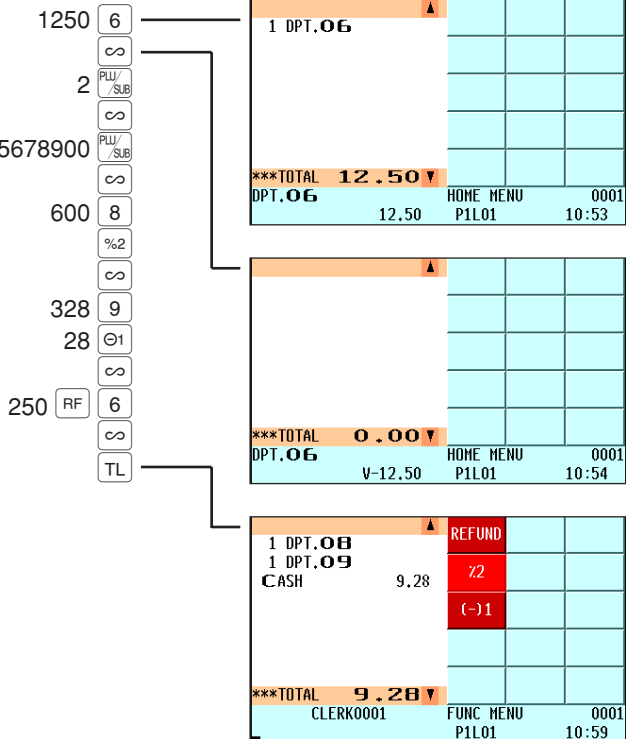 1250 6
∞
2 PLU/SUB
∞
5678900 PLU/SUB
∞
600 8
%2
∞
328 9
28 ⊖1
∞
250 RF 6
∞
TL
▲
1 DPT.06
***TOTAL 12.50 ▼
DPT.06 HOME MENU 0001
12.50 P1L01 10:53
▲
***TOTAL 0.00 ▼
DPT.06 HOME MENU 0001
V-12.50 P1L01 10:54
▲ REFUND
1 DPT.08
1 DPT.09 %2
CASH 9.28
(-)1
***TOTAL 9.28 ▼
CLERK0001 FUNC MENU 0001
P1L01 10:59